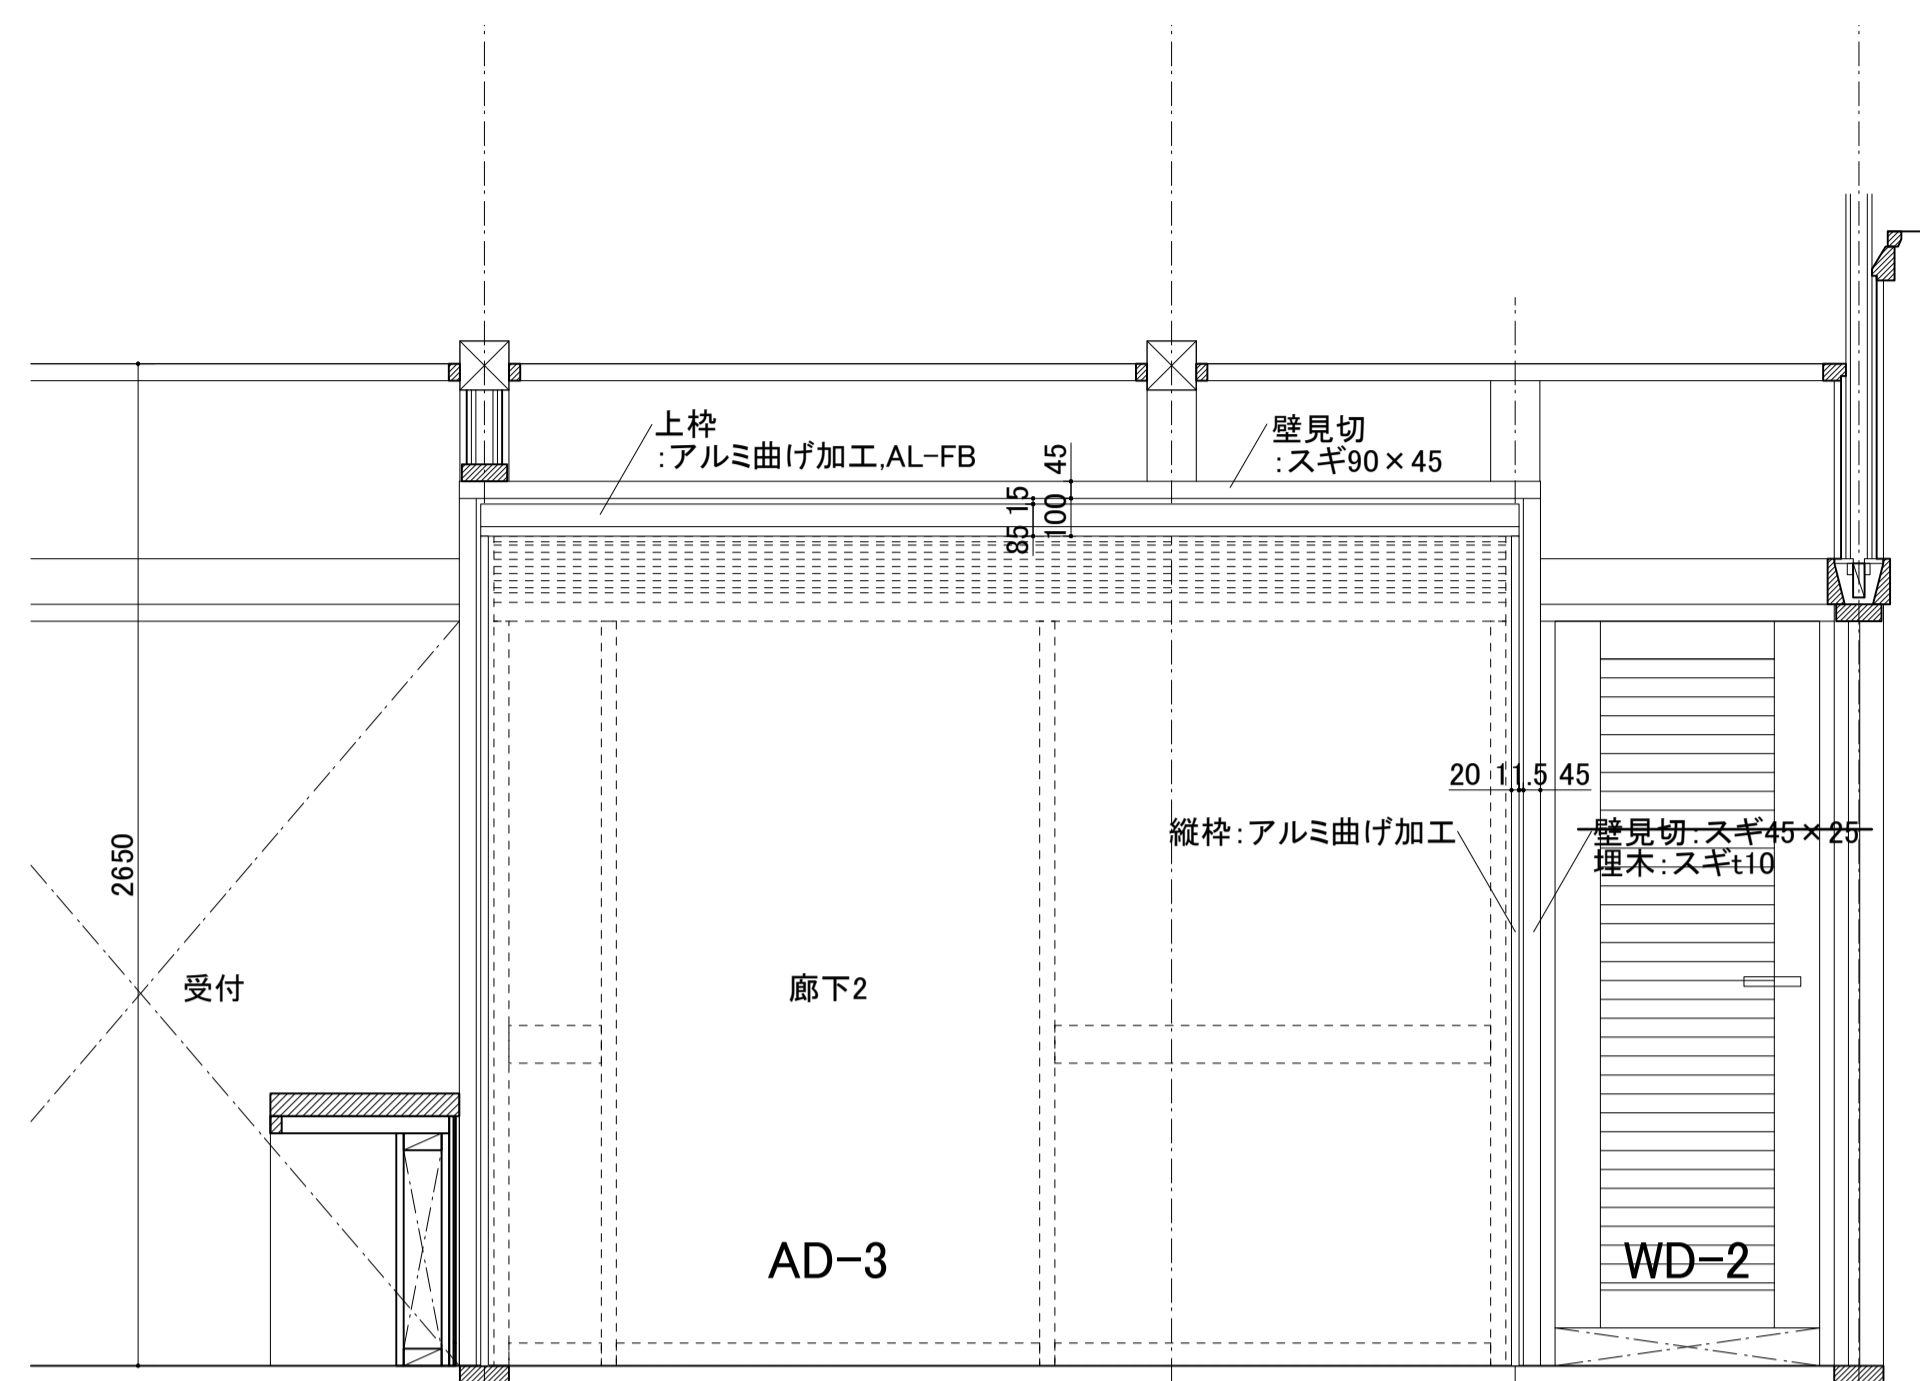 上枠
:アルミ曲げ加工,AL-FB
壁見切
:スギ90×45
45
15
100
85
20 11.5 45
縦枠:アルミ曲げ加工
壁見切:スギ45×25
埋木:スギt10
2650
受付
廊下2
AD-3
WD-2